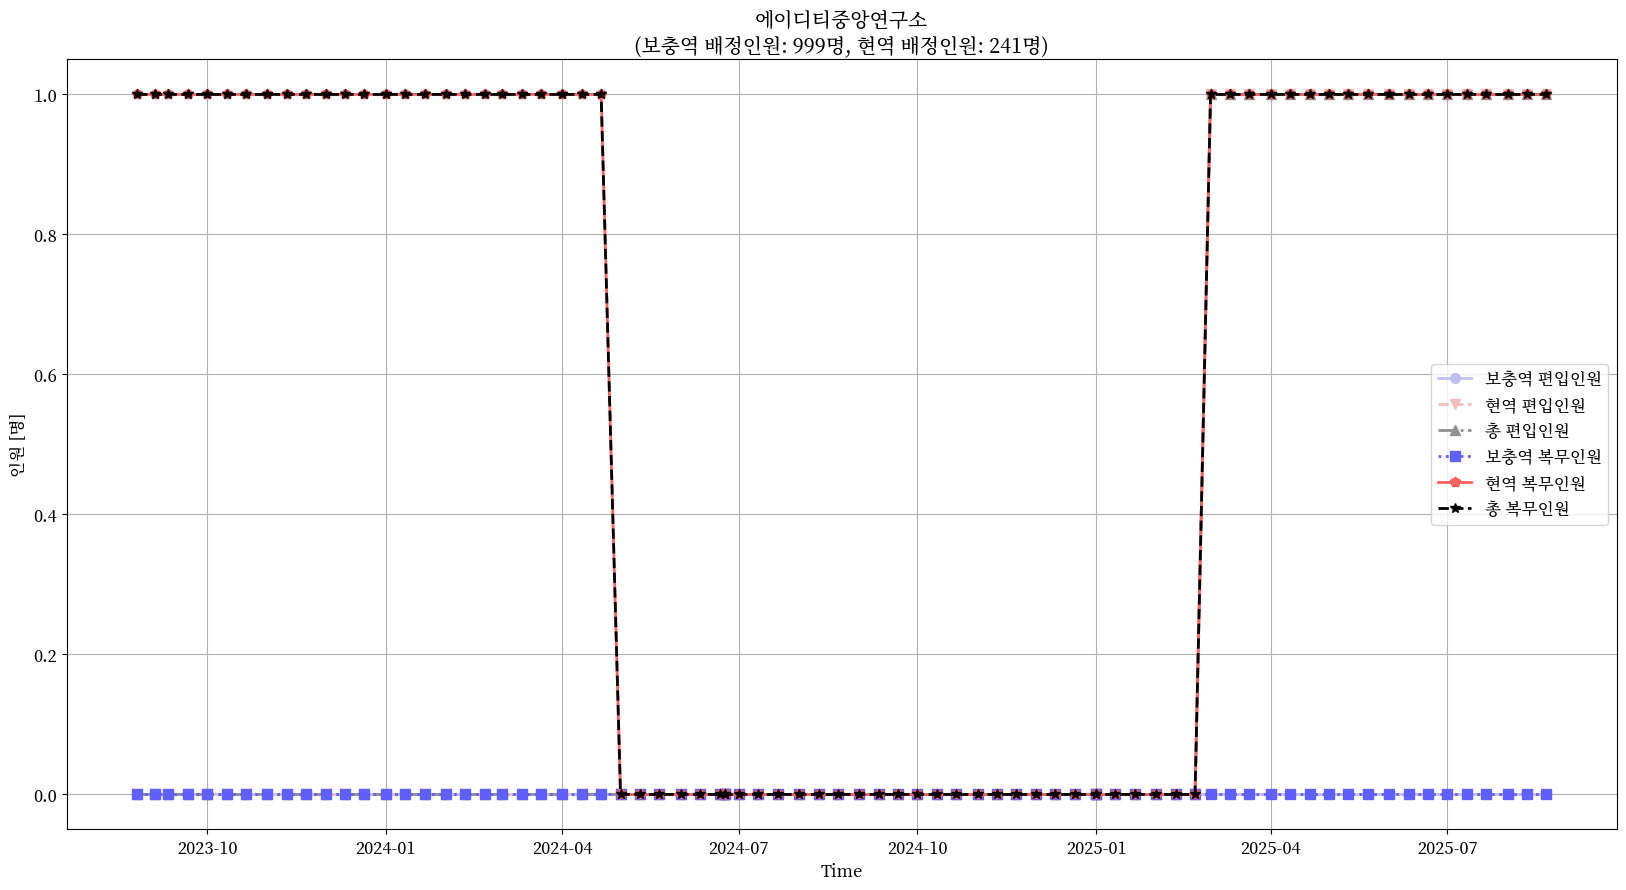 에이디티중앙연구소
(보충역 배정인원: 999명, 현역 배정인원: 241명)
1.0
0.8
0.6
0.4
0.2
0.0
인원 [명]
보충역 편입인원
현역 편입인원
총 편입인원
보충역 복무인원
현역 복무인원
총 복무인원
2023-10
2024-01
2024-04
2024-07
2024-10
2025-01
2025-04
2025-07
Time